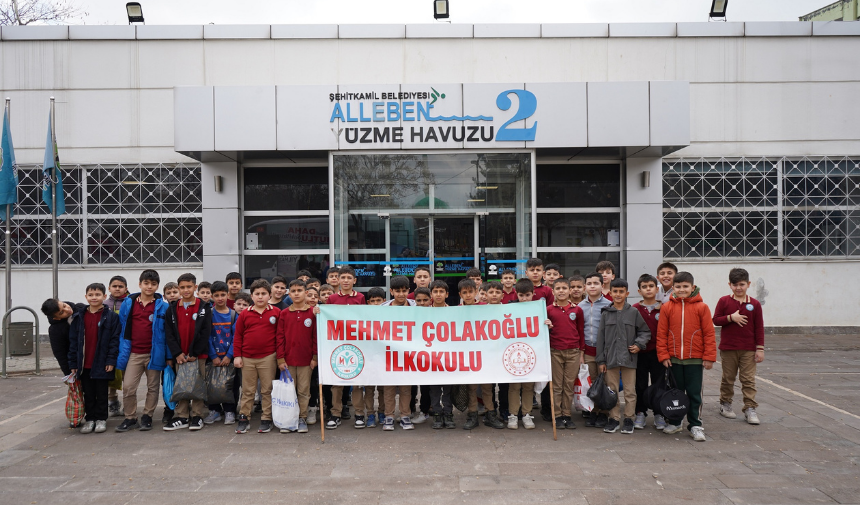 ŞEHİTKAMİL BELEDİYESİ
ALLEBEN
YÜZME HAVUZU 2
MEHMET ÇOLAKOĞLU
İLKOKULU